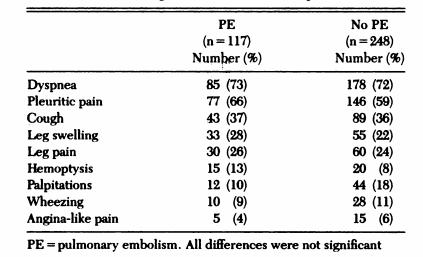 PE No PE
(n=117) (n=248)
Number (%) Number (%)
Dyspnea 85 (73) 178 (72)
Pleuritic pain 77 (66) 146 (59)
Cough 43 (37) 89 (36)
Leg swelling 33 (28) 55 (22)
Leg pain 30 (26) 60 (24)
Hemoptysis 15 (13) 20 (8)
Palpitations 12 (10) 44 (18)
Wheezing 10 (9) 28 (11)
Angina-like pain 5 (4) 15 (6)
PE = pulmonary embolism. All differences were not significant